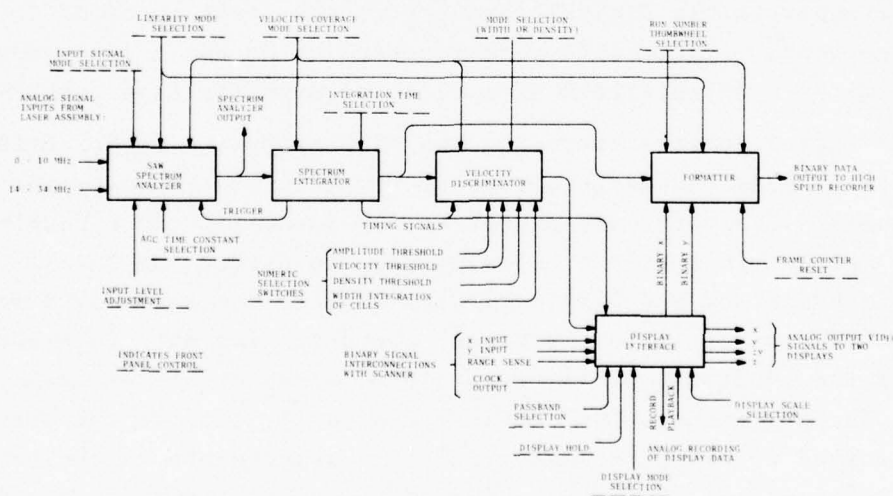 LINEARITY MODE
SELECTION
VELOCITY COVERAGE
MODE SELECTION
MODE SELECTION
(WIDTH OR DENSITY)
RUN NUMBER
THUMBWHEEL
SELECTION
INPUT SIGNAL
MODE SELECTION
ANALOG SIGNAL
INPUTS FROM
LASER ASSEMBLY:
SPECTRUM
ANALYZER
OUTPUT
INTEGRATION TIME
SELECTION
0 - 10 MHz
14 - 34 MHz
SAW
SPECTRUM
ANALYZER
SPECTRUM
INTEGRATOR
VELOCITY
DISCRIMINATOR
FORMATTER
BINARY DATA
OUTPUT TO HIGH
SPEED RECORDER
TRIGGER
TIMING SIGNALS
AGC TIME CONSTANT
SELECTION
INPUT LEVEL
ADJUSTMENT
NUMERIC
SELECTION
SWITCHES
AMPLITUDE THRESHOLD
VELOCITY THRESHOLD
DENSITY THRESHOLD
WIDTH INTEGRATION
OF CELLS
BINARY x
BINARY y
FRAME COUNTER
RESET
INDICATES FRONT
PANEL CONTROL
BINARY SIGNAL
INTERCONNECTIONS
WITH SCANNER
x INPUT
y INPUT
RANGE SENSE
CLOCK
OUTPUT
DISPLAY
INTERFACE
x
y
z
ANALOG OUTPUT VIDEO
SIGNALS TO TWO
DISPLAYS
PASSBAND
SELECTION
DISPLAY HOLD
DISPLAY MODE
SELECTION
RECORD
PLAYBACK
ANALOG RECORDING
OF DISPLAY DATA
DISPLAY SCALE
SELECTION